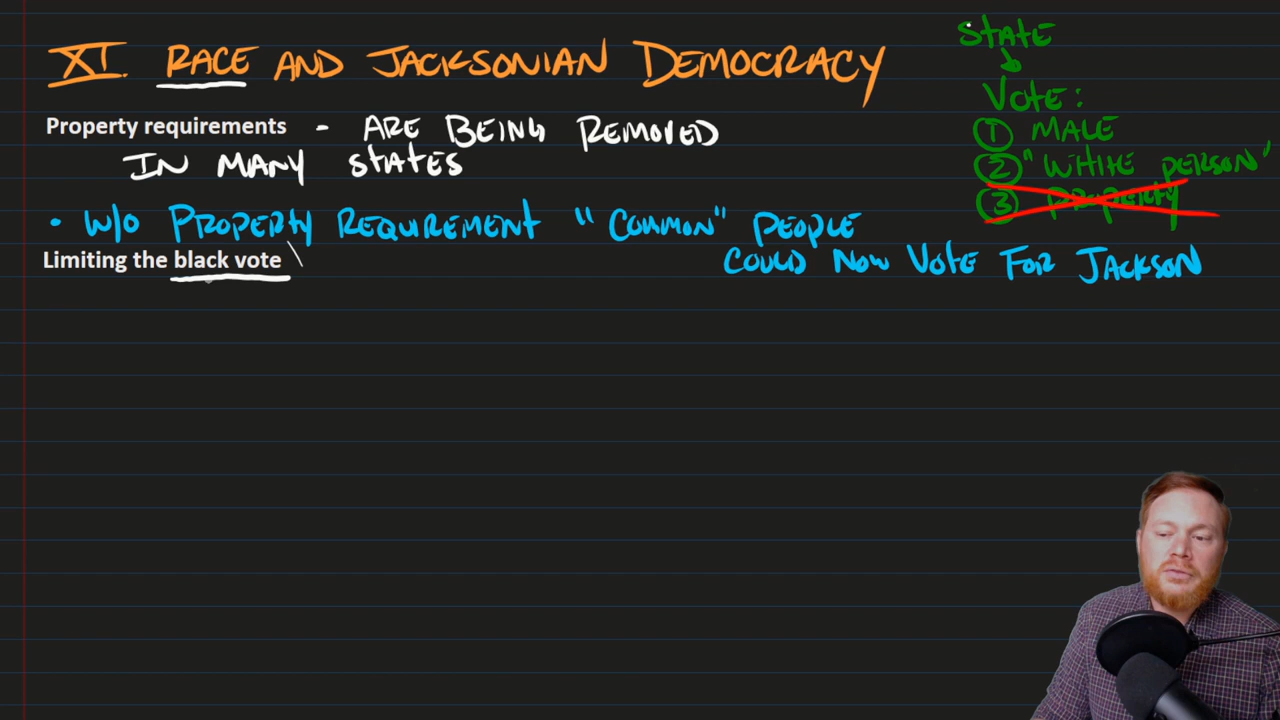 XI. RACE AND JACKSONIAN DEMOCRACY
Property requirements - ARE BEING REMOVED
IN MANY STATES
• W/O PROPERTY REQUIREMENT "COMMON" PEOPLE
COULD NOW VOTE FOR JACKSON
Limiting the black vote
STATE
VOTE:
① MALE
② "WHITE PERSON"
③ PROPERTY